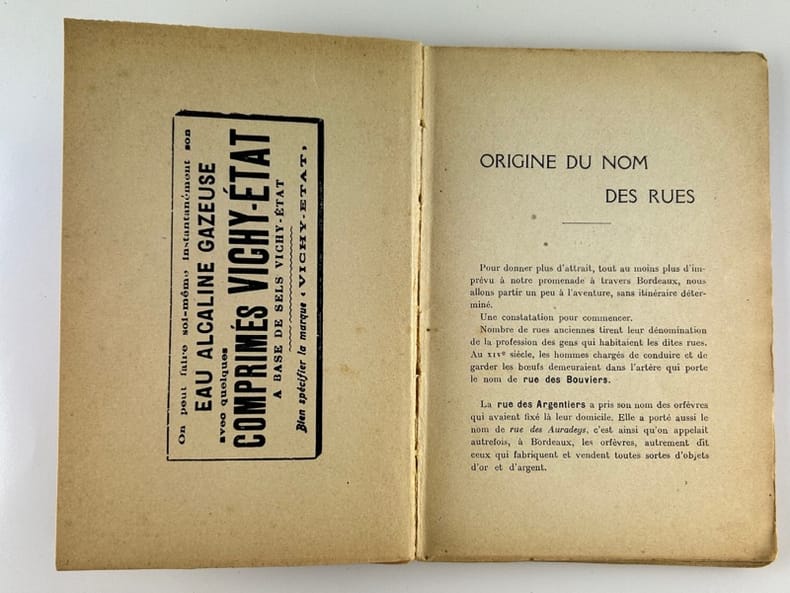 On peut faire soi-même instantanément son
EAU ALCALINE GAZEUSE
avec quelques
COMPRIMÉS VICHY-ÉTAT
A BASE DE SELS VICHY-ÉTAT
Bien spécifier la marque « VICHY-ETAT,
ORIGINE DU NOM
DES RUES
Pour donner plus d'attrait, tout au moins plus d'im-
prévu à notre promenade à travers Bordeaux, nous
allons partir un peu à l'aventure, sans itinéraire déter-
miné.
Une constatation pour commencer.
Nombre de rues anciennes tirent leur dénomination
de la profession des gens qui habitaient les dites rues.
Au XIVe siècle, les hommes chargés de conduire et de
garder les bœufs demeuraient dans l'artère qui porte
le nom de rue des Bouviers.
La rue des Argentiers a pris son nom des orfèvres
qui avaient fixé là leur domicile. Elle a porté aussi le
nom de rue des Auradeys, c'est ainsi qu'on appelait
autrefois, à Bordeaux, les orfèvres, autrement dit
ceux qui fabriquent et vendent toutes sortes d'objets
d'or et d'argent.